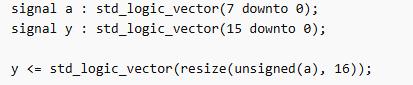 signal a : std_logic_vector(7 downto 0);
signal y : std_logic_vector(15 downto 0);
y <= std_logic_vector(resize(unsigned(a), 16));